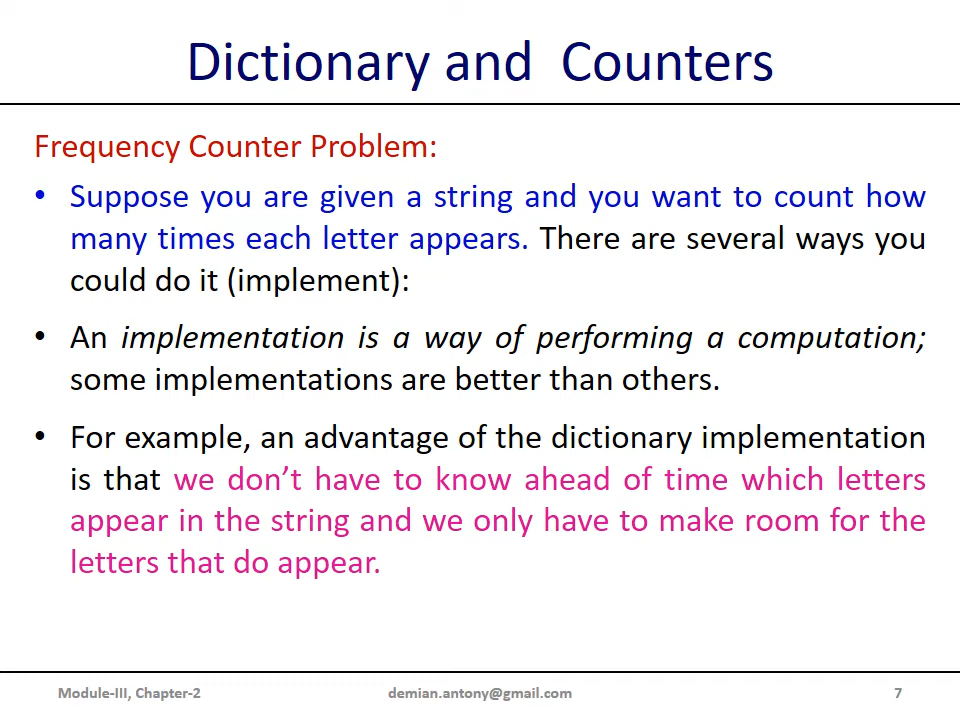 Dictionary and Counters
Frequency Counter Problem:
• Suppose you are given a string and you want to count how
many times each letter appears. There are several ways you
could do it (implement):
• An implementation is a way of performing a computation;
some implementations are better than others.
• For example, an advantage of the dictionary implementation
is that we don’t have to know ahead of time which letters
appear in the string and we only have to make room for the
letters that do appear.
Module-III, Chapter-2 demian.antony@gmail.com 7